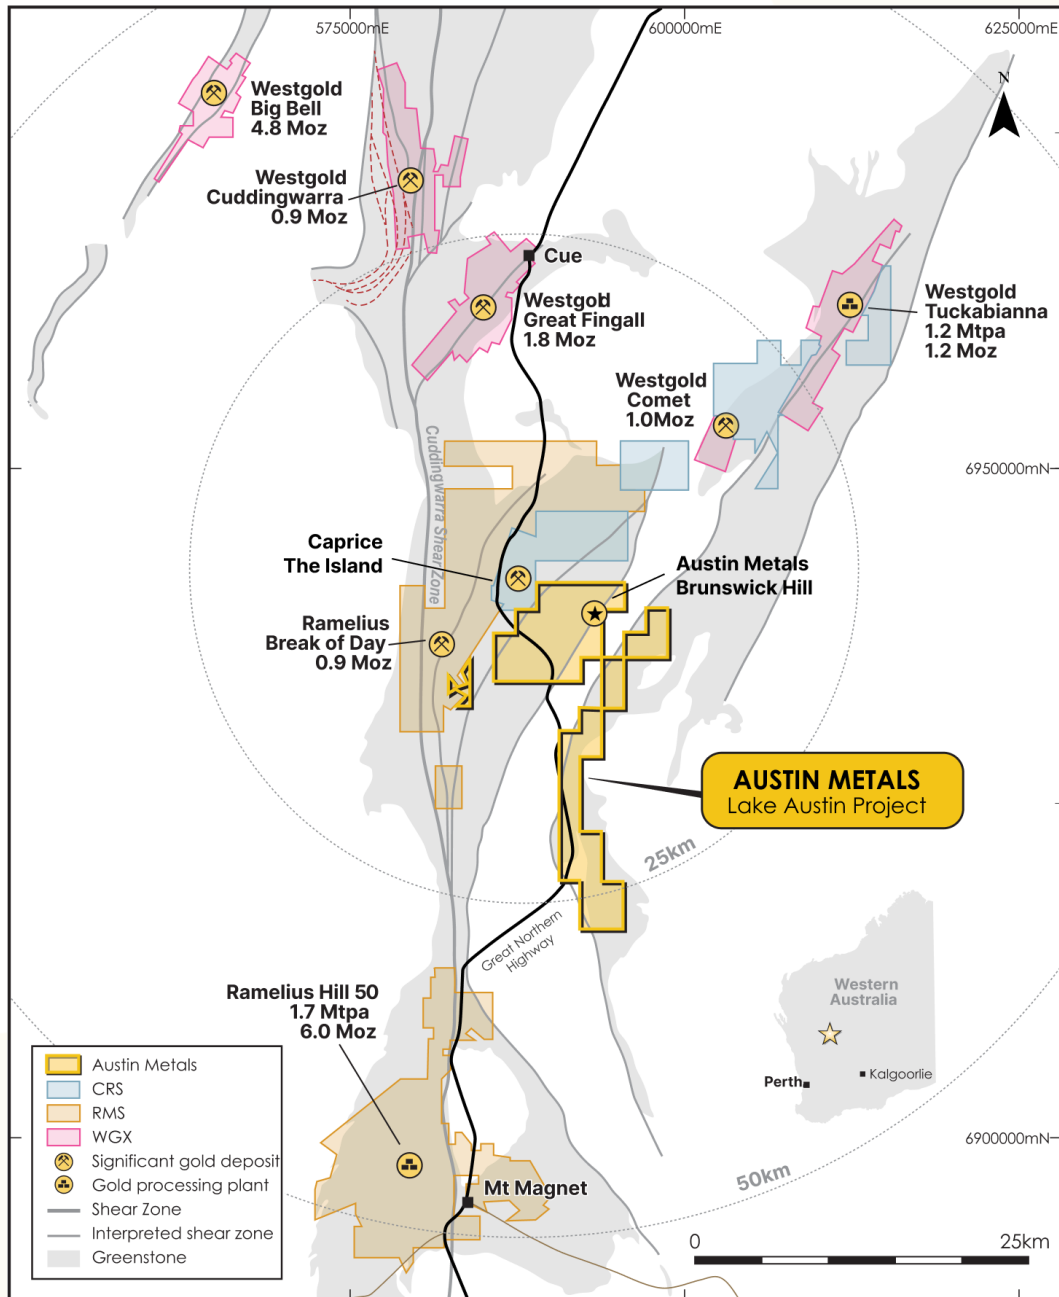 575000mE
600000mE
625000mE
N
Westgold
Big Bell
4.8 Moz
Westgold
Cuddingwarra
0.9 Moz
Cue
Westgold
Great Fingall
1.8 Moz
Westgold
Tuckabianna
1.2 Mtpa
1.2 Moz
Westgold
Comet
1.0Moz
Cuddingwarra ShearZone
6950000mN
Caprice
The Island
Austin Metals
Brunswick Hill
Ramelius
Break of Day
0.9 Moz
AUSTIN METALS
Lake Austin Project
25km
Great Northern
Highway
Ramelius Hill 50
1.7 Mtpa
6.0 Moz
Western
Australia
Perth
Kalgoorlie
Austin Metals
CRS
RMS
WGX
Significant gold deposit
Gold processing plant
Shear Zone
Interpreted shear zone
Greenstone
6900000mN
50km
Mt Magnet
0
25km